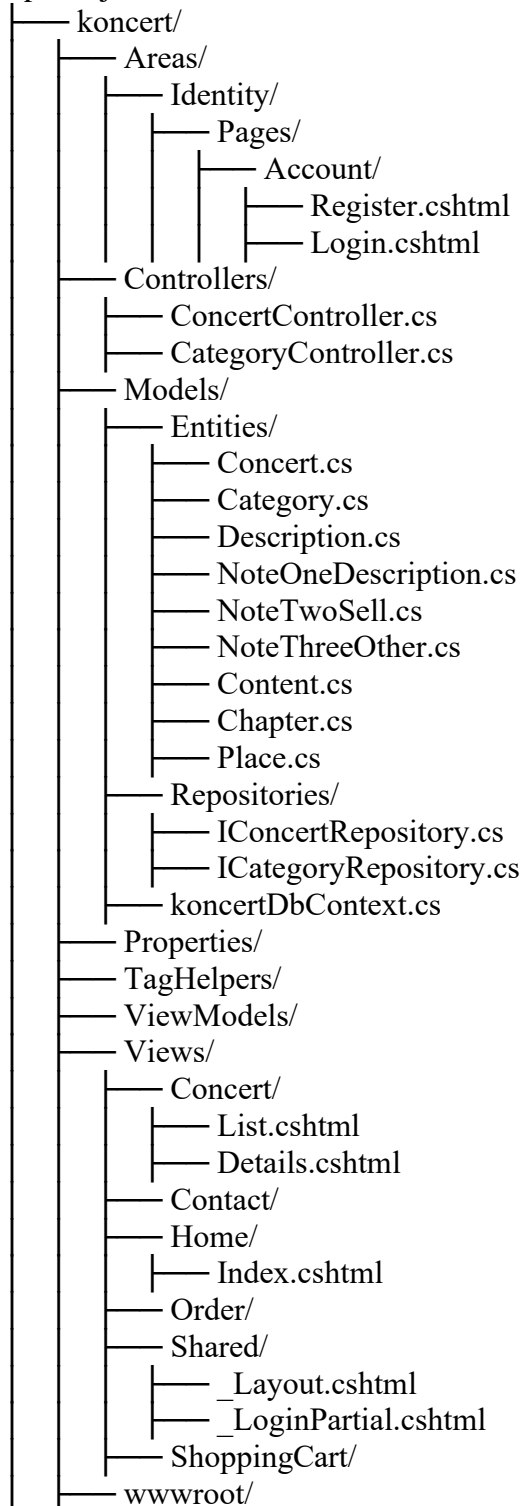 koncert/
Areas/
Identity/
Pages/
Account/
Register.cshtml
Login.cshtml
Controllers/
ConcertController.cs
CategoryController.cs
Models/
Entities/
Concert.cs
Category.cs
Description.cs
NoteOneDescription.cs
NoteTwoSell.cs
NoteThreeOther.cs
Content.cs
Chapter.cs
Place.cs
Repositories/
IConcertRepository.cs
ICategoryRepository.cs
koncertDbContext.cs
Properties/
TagHelpers/
ViewModels/
Views/
Concert/
List.cshtml
Details.cshtml
Contact/
Home/
Index.cshtml
Order/
Shared/
_Layout.cshtml
_LoginPartial.cshtml
ShoppingCart/
wwwroot/